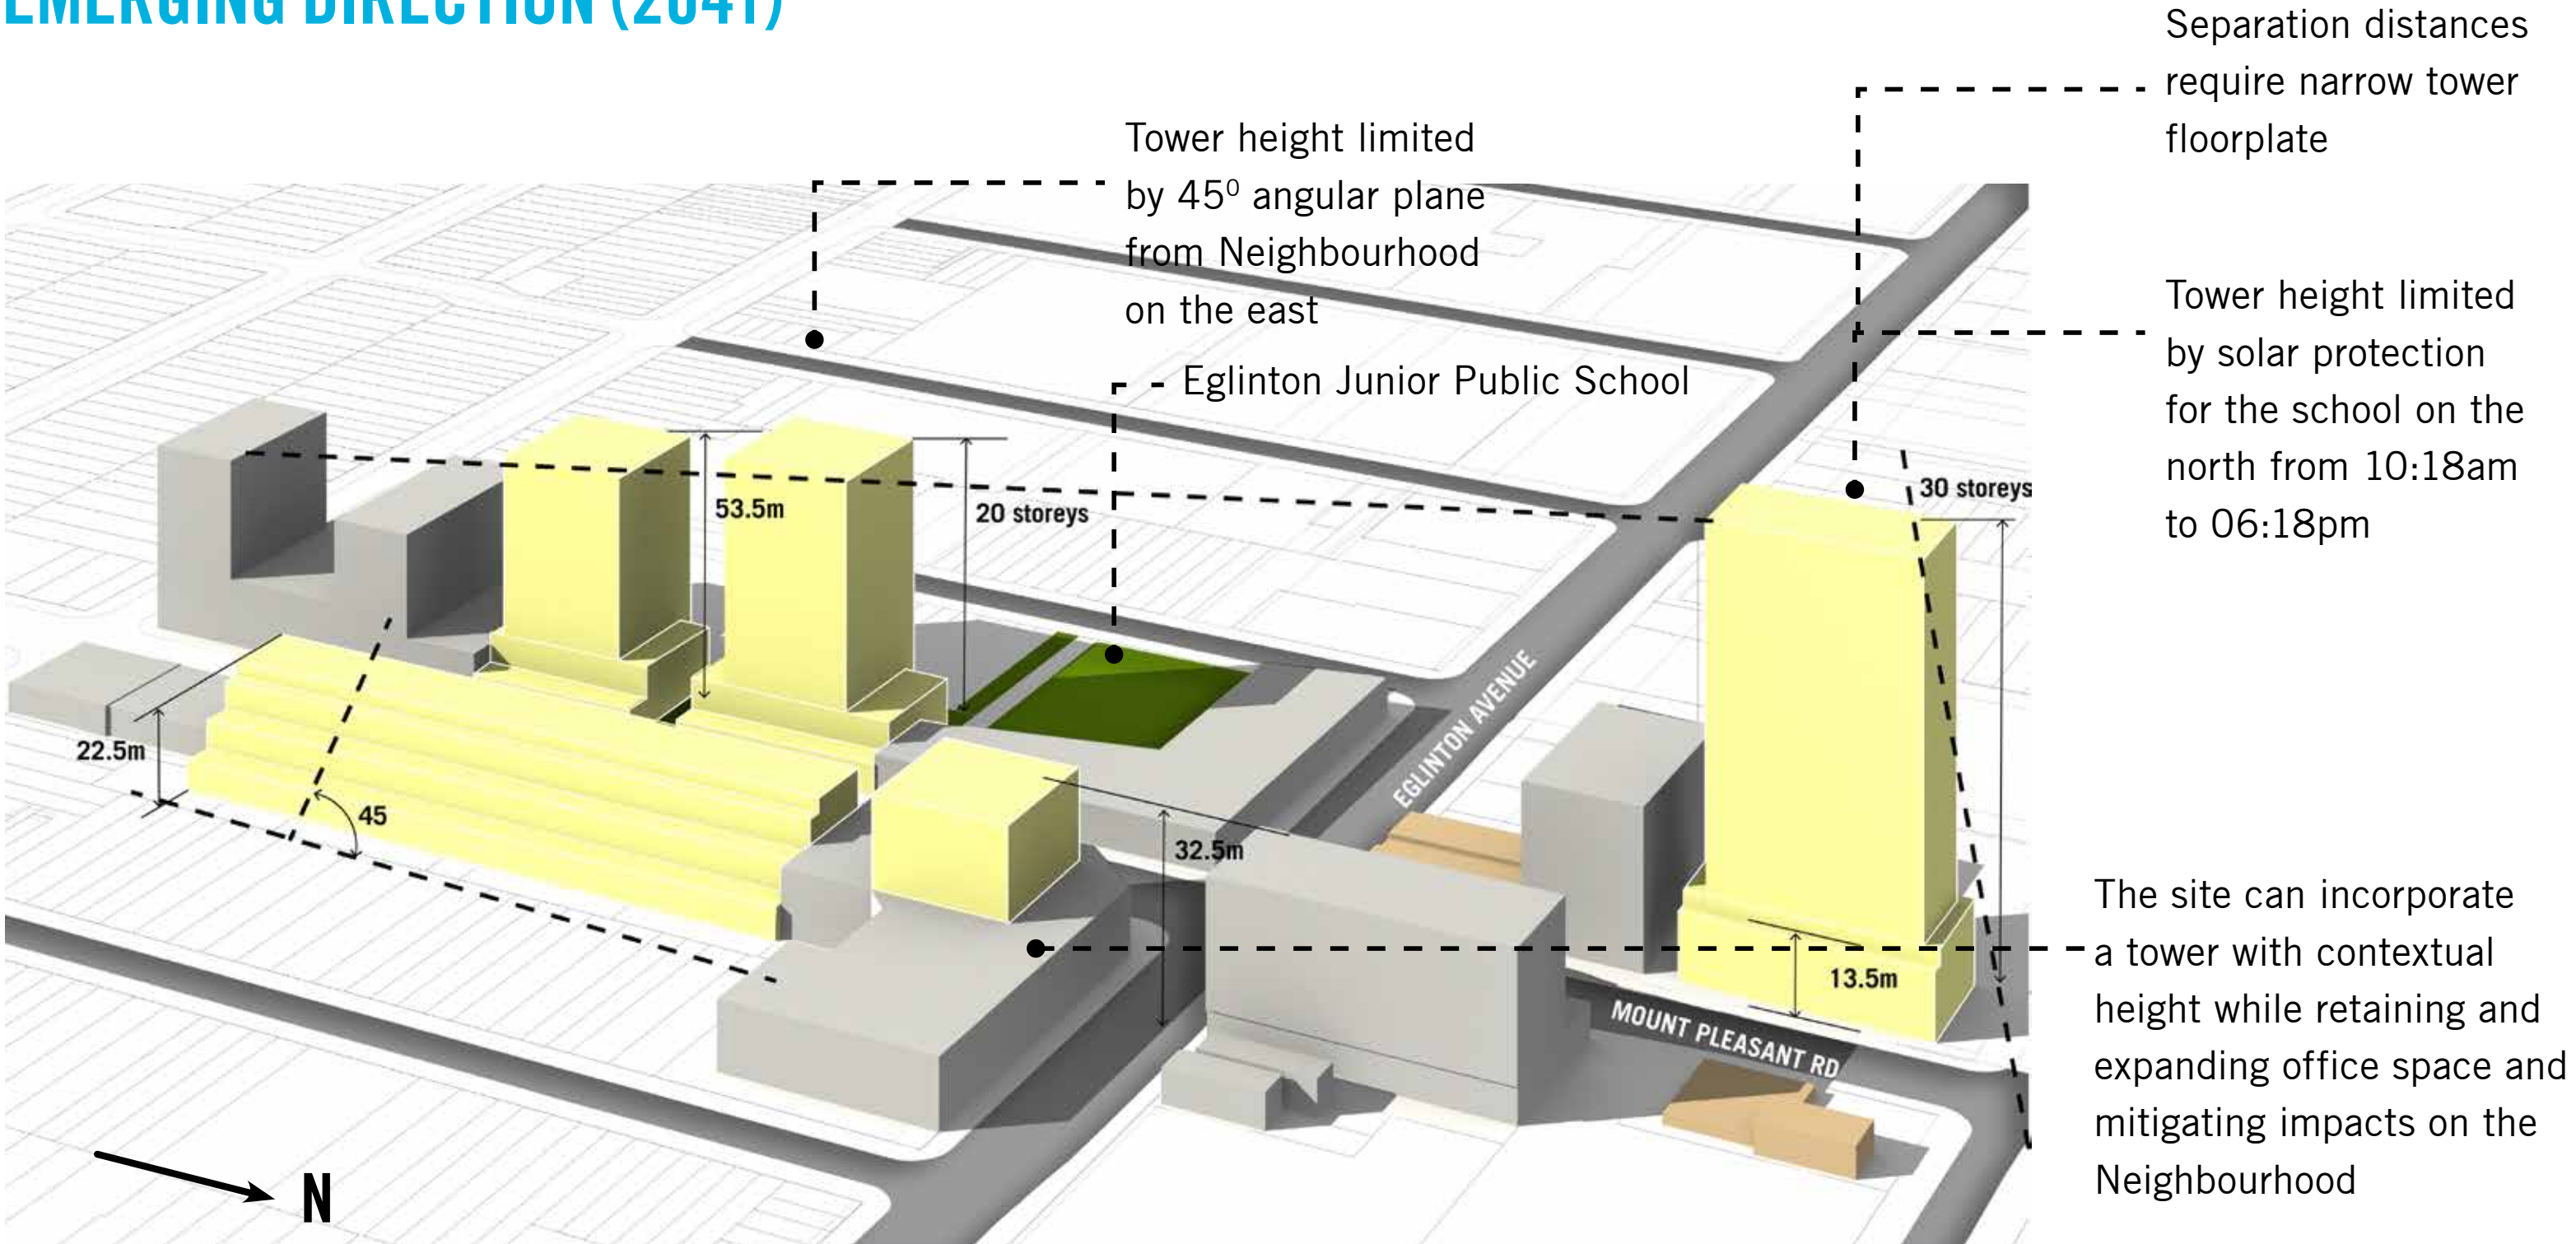 EMERGING DIRECTION (2041)
Separation distances
require narrow tower
floorplate
Tower height limited
by 45⁰ angular plane
from Neighbourhood
on the east
Tower height limited
by solar protection
for the school on the
north from 10:18am
to 06:18pm
Eglinton Junior Public School
53.5m
20 storeys
30 storeys
EGLINTON AVENUE
22.5m
45
32.5m
13.5m
MOUNT PLEASANT RD
The site can incorporate
a tower with contextual
height while retaining and
expanding office space and
mitigating impacts on the
Neighbourhood
N